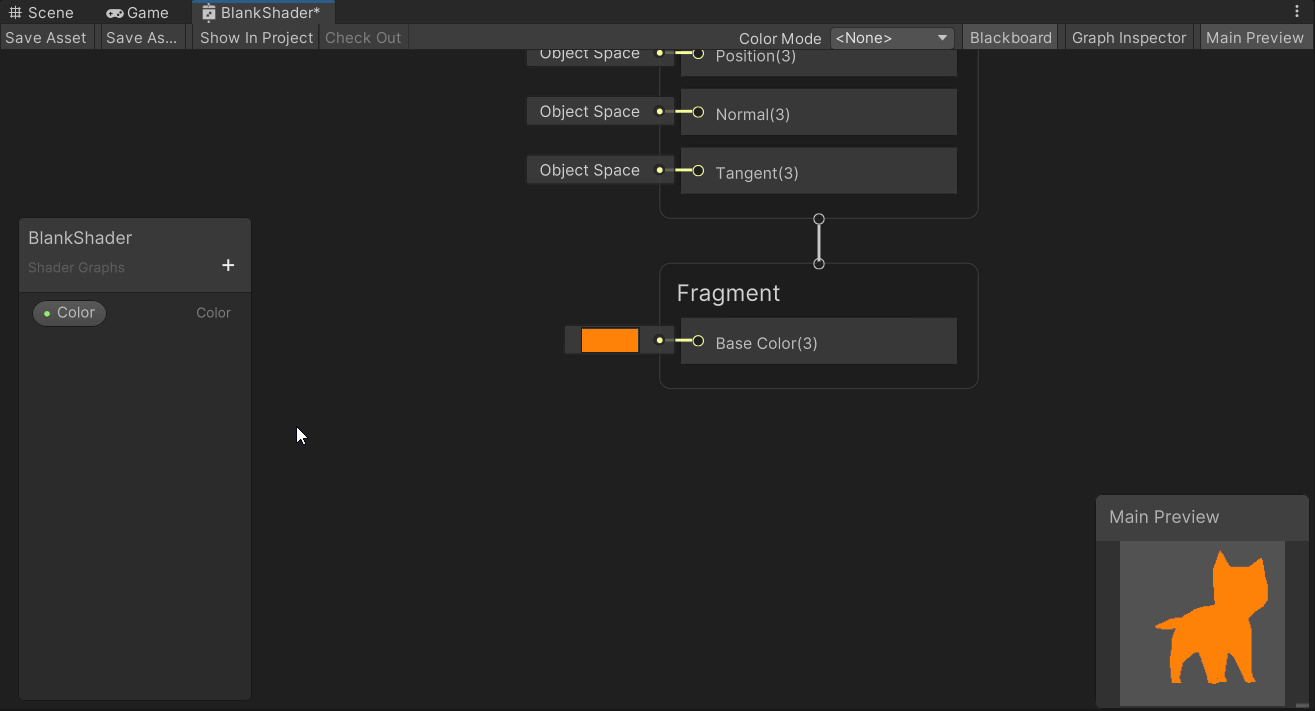 Scene Game BlankShader*
Save Asset Save As... Show In Project Check Out Color Mode <None> Blackboard Graph Inspector Main Preview
Object Space Position(3)
Object Space Normal(3)
Object Space Tangent(3)
BlankShader
Shader Graphs +
Color Color
Fragment
Base Color(3)
Main Preview